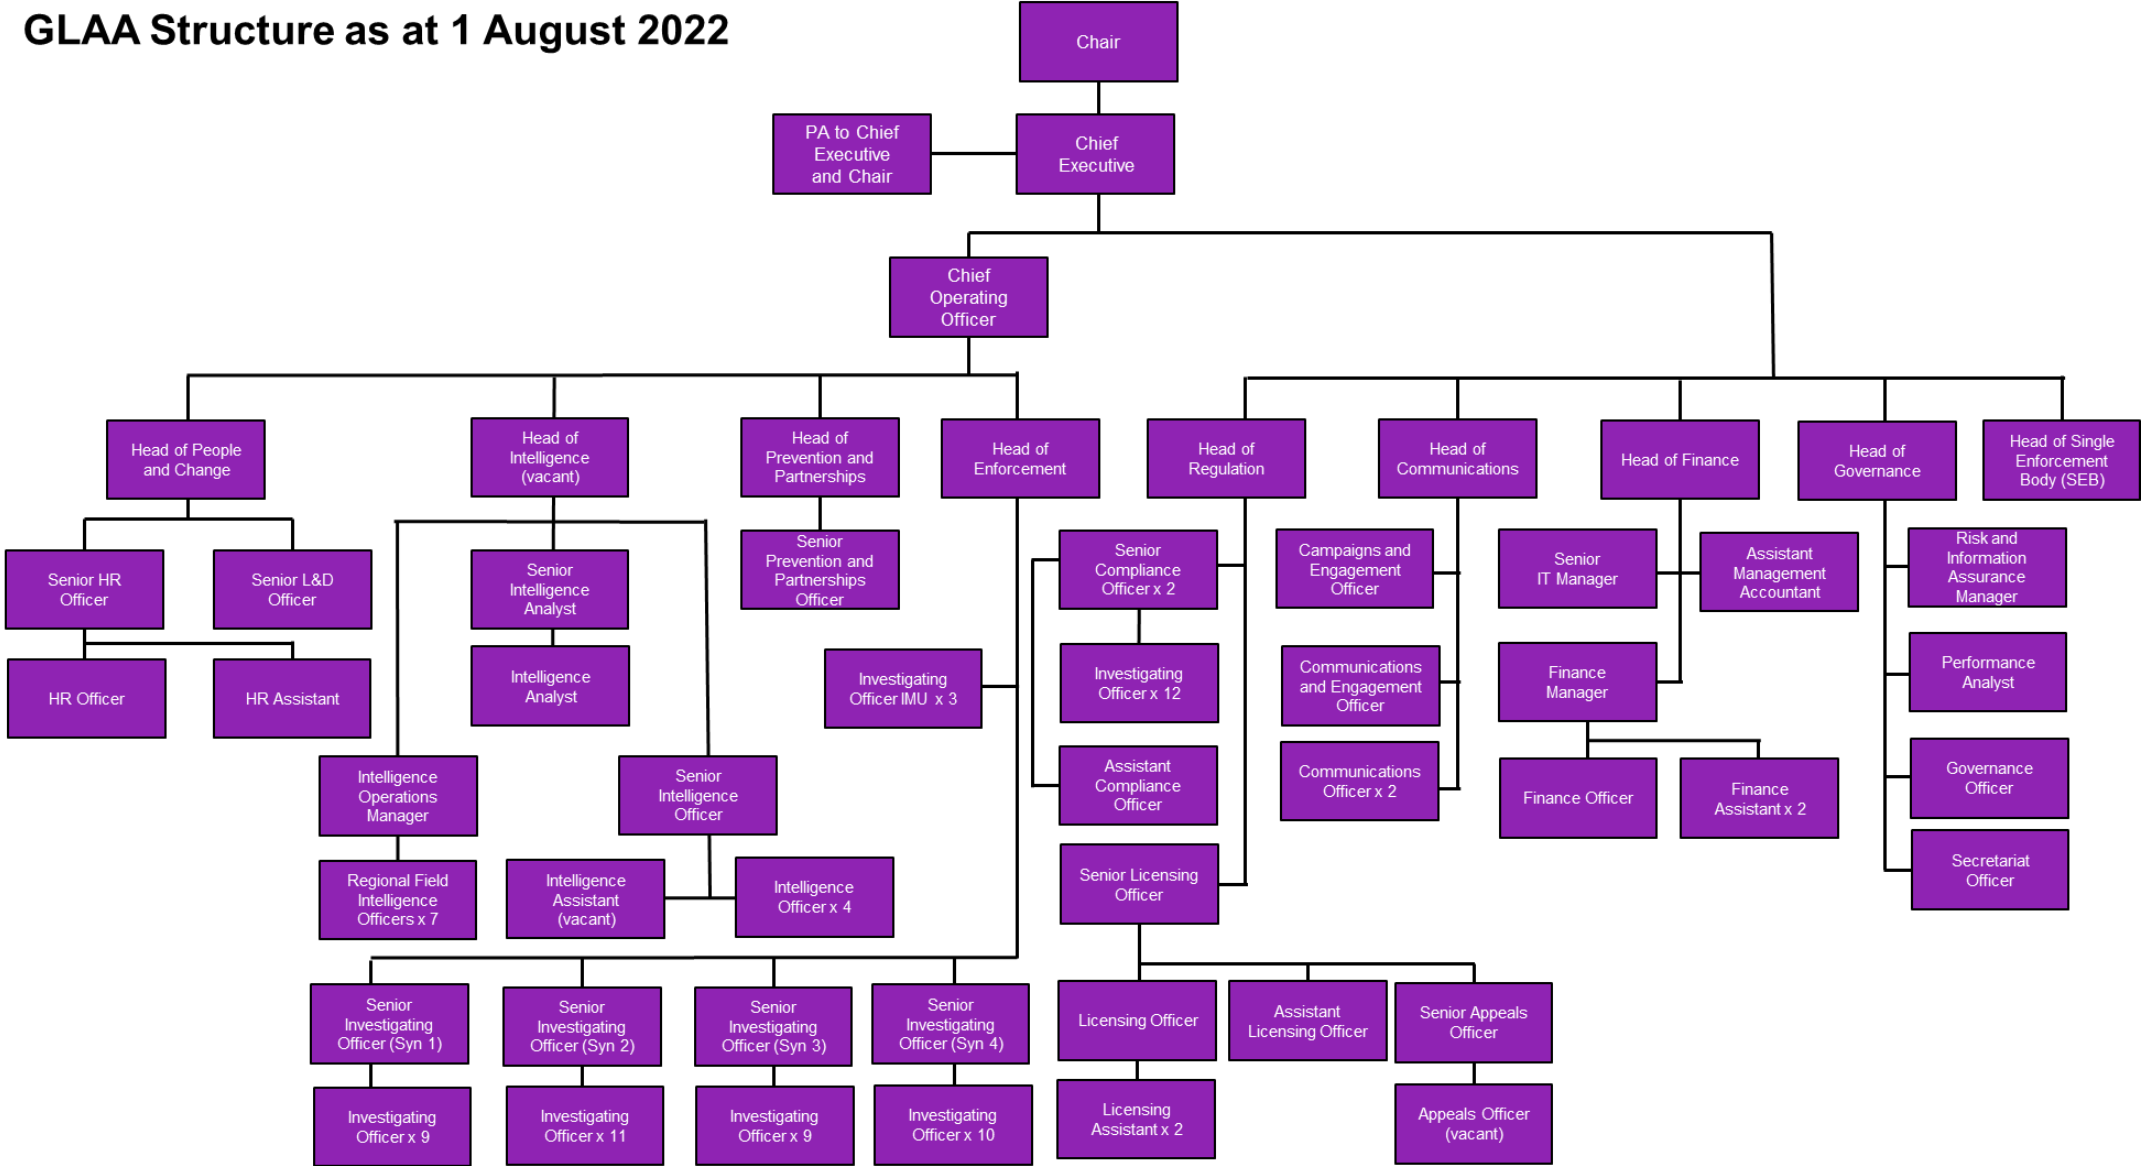 GLAA Structure as at 1 August 2022
Chair
PA to Chief
Executive
and Chair
Chief
Executive
Chief
Operating
Officer
Head of People
and Change
Head of
Intelligence
(vacant)
Head of
Prevention and
Partnerships
Head of
Enforcement
Head of
Regulation
Head of
Communications
Head of Finance
Head of
Governance
Head of Single
Enforcement
Body (SEB)
Senior HR
Officer
Senior L&D
Officer
HR Officer
HR Assistant
Senior
Intelligence
Analyst
Intelligence
Analyst
Intelligence
Operations
Manager
Regional Field
Intelligence
Officers x 7
Senior
Intelligence
Officer
Intelligence
Assistant
(vacant)
Intelligence
Officer x 4
Senior
Prevention and
Partnerships
Officer
Investigating
Officer IMU x 3
Senior
Investigating
Officer (Syn 1)
Senior
Investigating
Officer (Syn 2)
Senior
Investigating
Officer (Syn 3)
Senior
Investigating
Officer (Syn 4)
Investigating
Officer x 9
Investigating
Officer x 11
Investigating
Officer x 9
Investigating
Officer x 10
Senior
Compliance
Officer x 2
Investigating
Officer x 12
Assistant
Compliance
Officer
Senior Licensing
Officer
Licensing Officer
Assistant
Licensing Officer
Senior Appeals
Officer
Licensing
Assistant x 2
Appeals Officer
(vacant)
Campaigns and
Engagement
Officer
Communications
and Engagement
Officer
Communications
Officer x 2
Senior
IT Manager
Assistant
Management
Accountant
Finance
Manager
Finance Officer
Finance
Assistant x 2
Risk and
Information
Assurance
Manager
Performance
Analyst
Governance
Officer
Secretariat
Officer